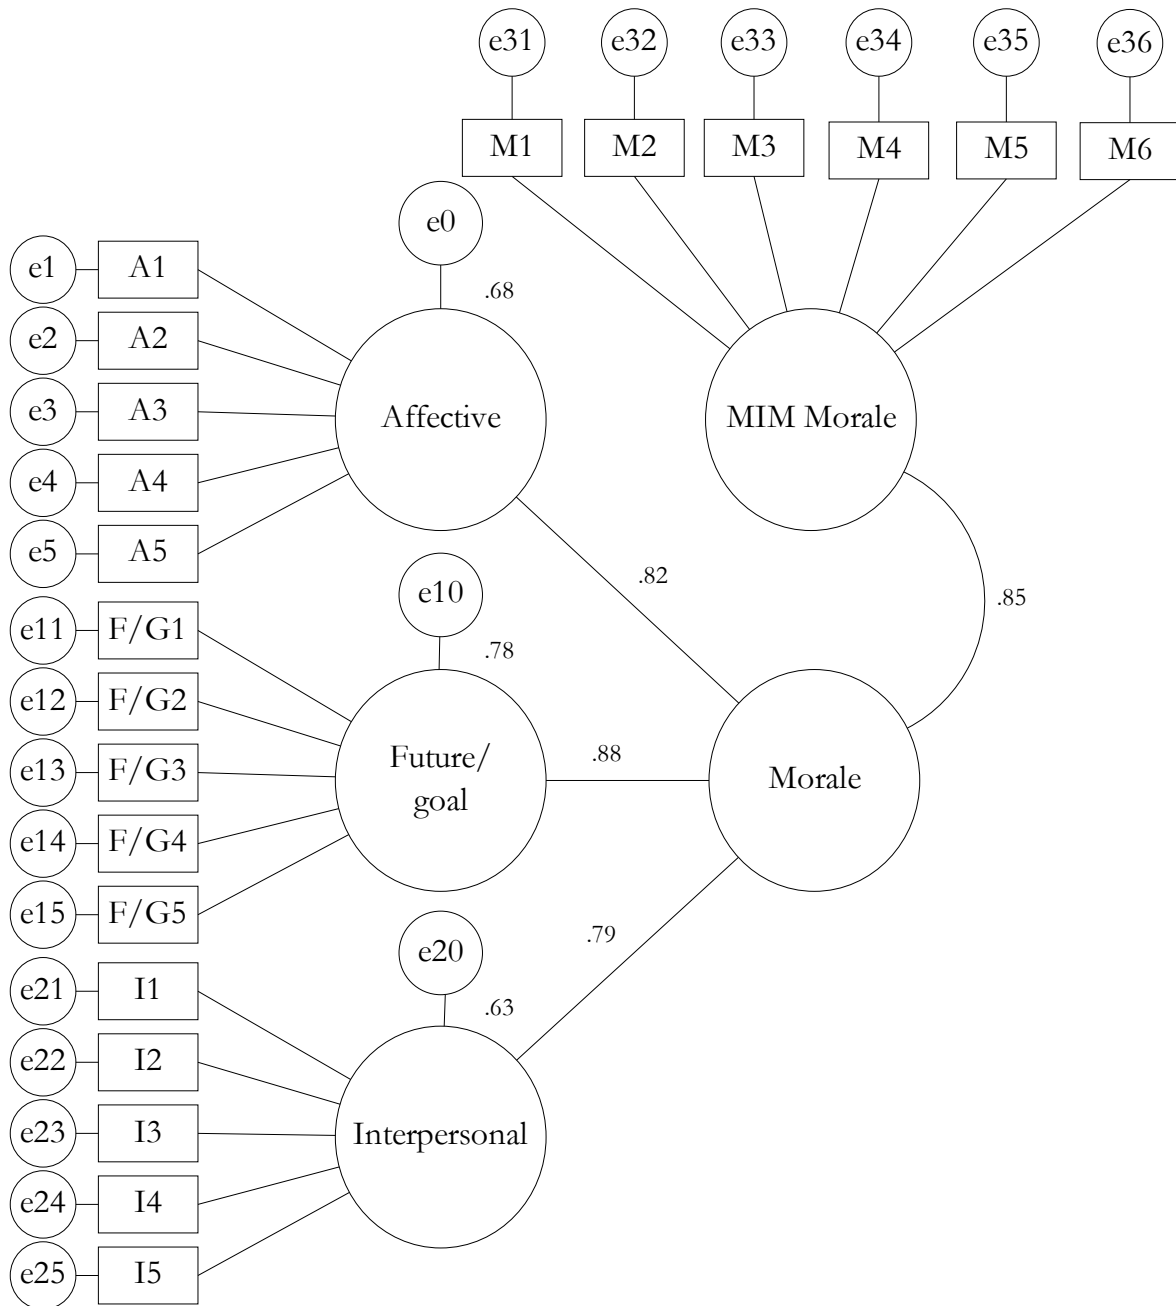 e31
e32
e33
e34
e35
e36
M1
M2
M3
M4
M5
M6
e0
.68
e1
A1
e2
A2
e3
A3
e4
A4
e5
A5
Affective
MIM Morale
.82
.85
e10
.78
e11
F/G1
e12
F/G2
e13
F/G3
e14
F/G4
e15
F/G5
Future/
goal
.88
Morale
.79
e20
.63
e21
I1
e22
I2
e23
I3
e24
I4
e25
I5
Interpersonal